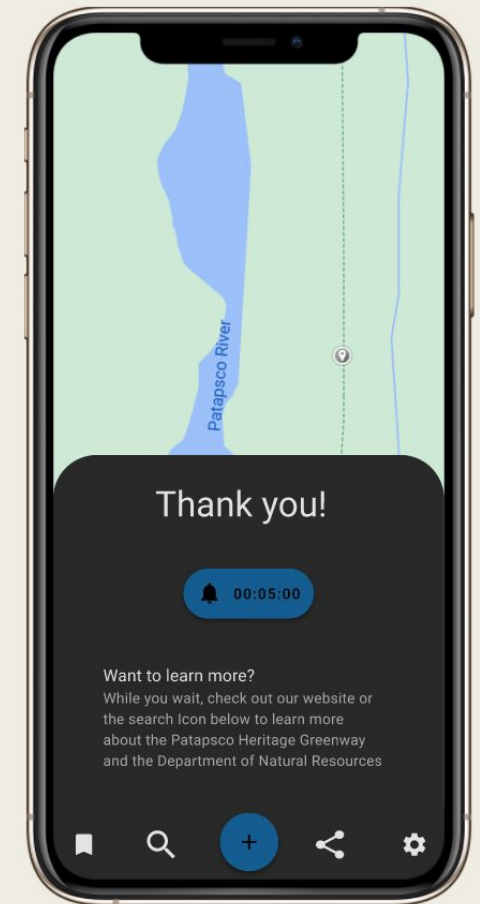 Patapsco River
Thank you!
00:05:00
Want to learn more?
While you wait, check out our website or
the search Icon below to learn more
about the Patapsco Heritage Greenway
and the Department of Natural Resources